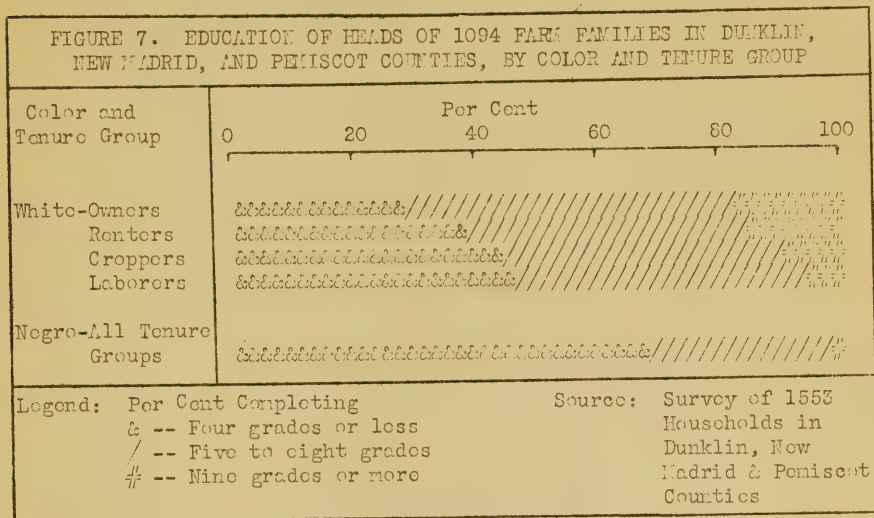 FIGURE 7. EDUCATION OF HEADS OF 1094 FARM FAMILIES IN DUNKLIN,
NEW MADRID, AND PEMISCOT COUNTIES, BY COLOR AND TENURE GROUP
Color and Tenure Group
Per Cent
0 20 40 60 80 100
White-Owners
Renters
Croppers
Laborers
Negro-All Tenure
Groups
Legend: Per Cent Completing
& -- Four grades or less
/ -- Five to eight grades
# -- Nine grades or more
Source: Survey of 1553
Households in
Dunklin, New
Madrid & Pemiscot
Counties